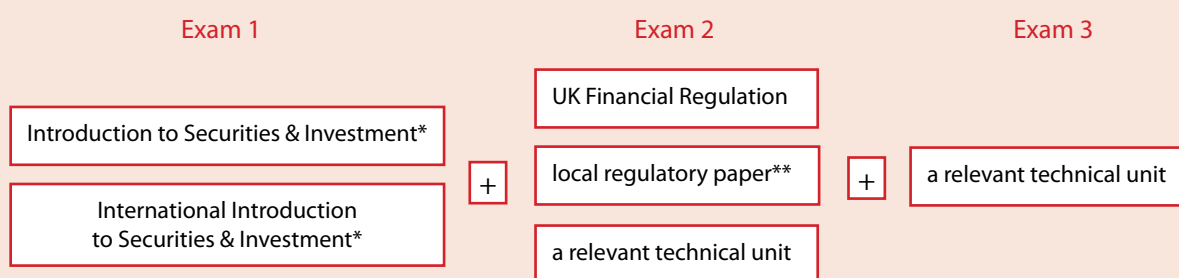 Exam 1
Exam 2
Exam 3
Introduction to Securities & Investment*
International Introduction
to Securities & Investment*
+
UK Financial Regulation
local regulatory paper**
a relevant technical unit
+
a relevant technical unit